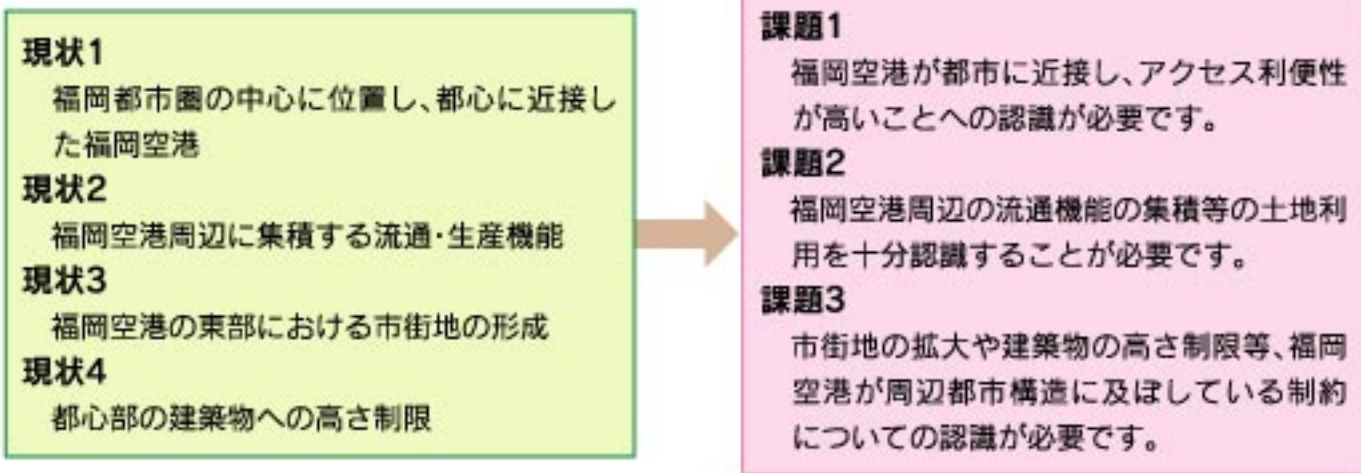 現状1
福岡都市圏の中心に位置し、都心に近接し
た福岡空港
現状2
福岡空港周辺に集積する流通・生産機能
現状3
福岡空港の東部における市街地の形成
現状4
都心部の建築物への高さ制限
課題1
福岡空港が都市に近接し、アクセス利便性
が高いことへの認識が必要です。
課題2
福岡空港周辺の流通機能の集積等の土地利
用を十分認識することが必要です。
課題3
市街地の拡大や建築物の高さ制限等、福岡
空港が周辺都市構造に及ぼしている制約
についての認識が必要です。